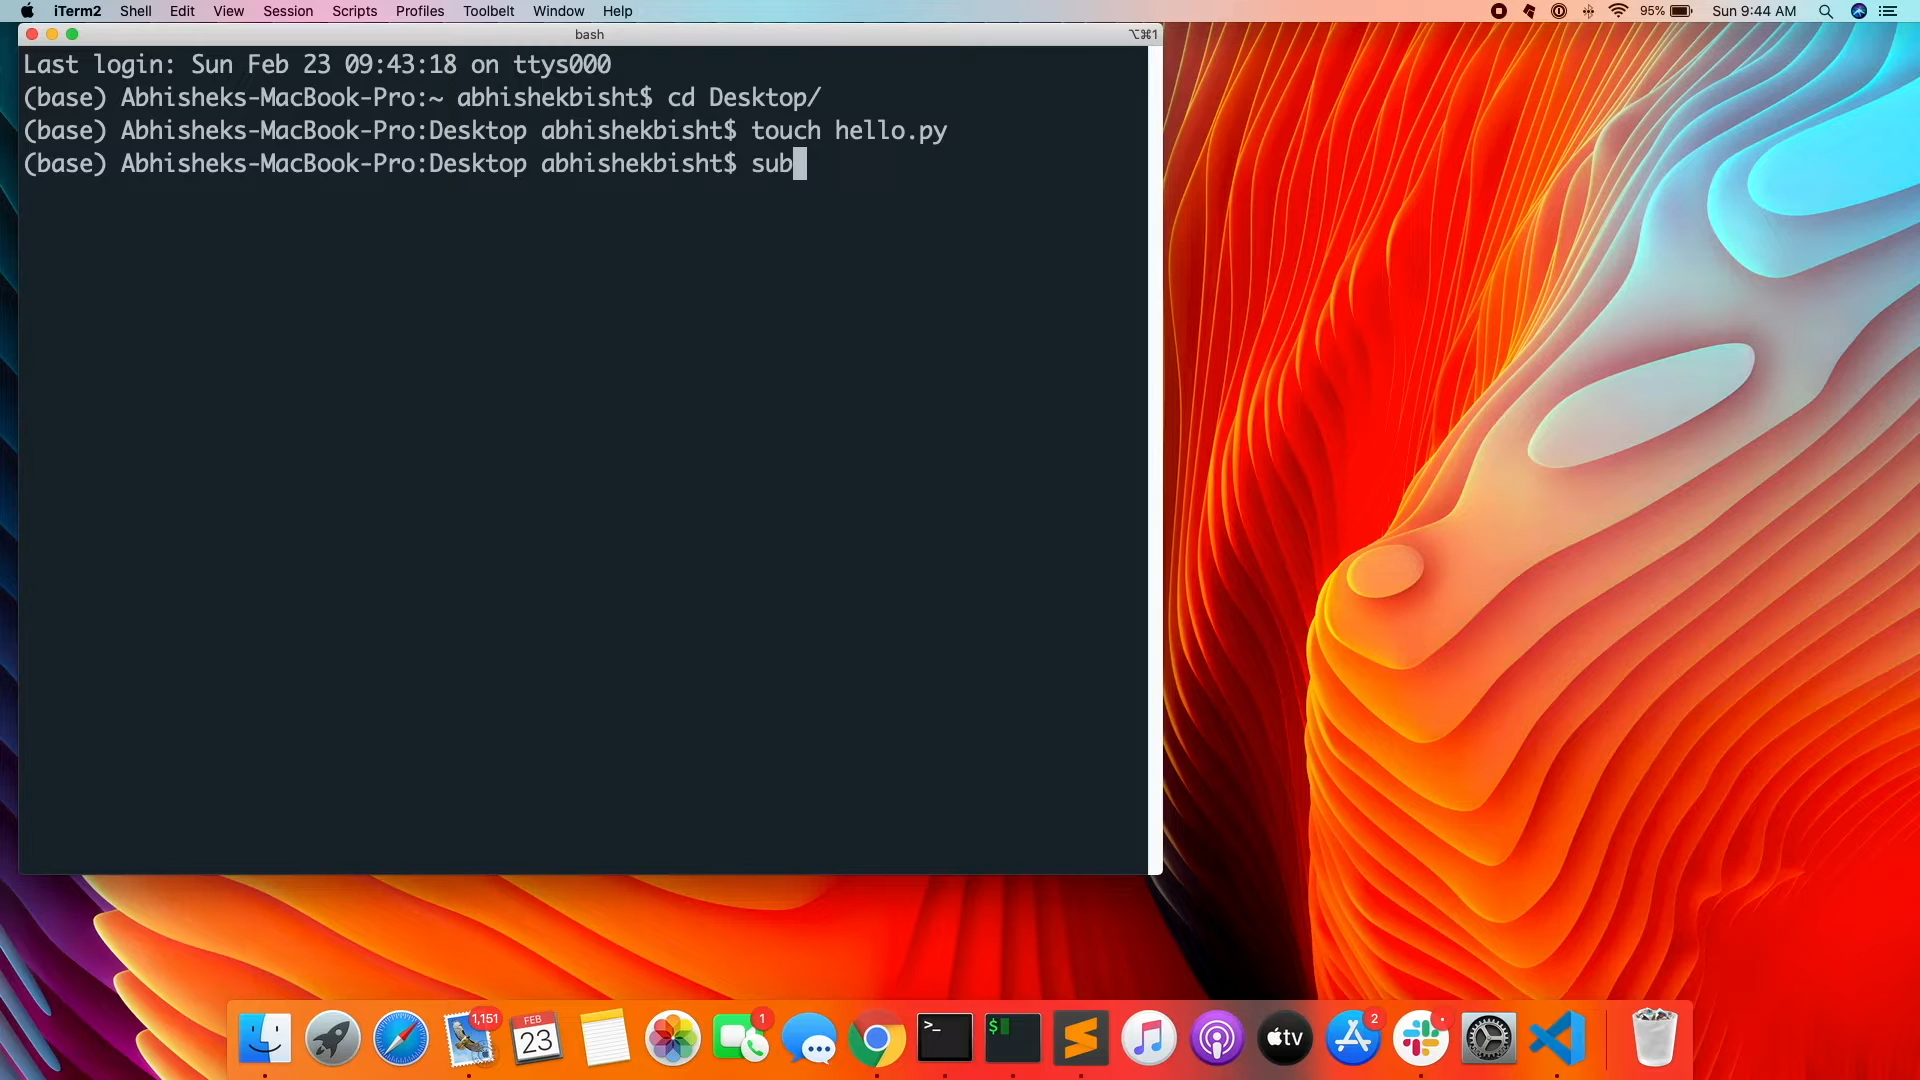 iTerm2 Shell Edit View Session Scripts Profiles Toolbelt Window Help 95% Sun 9:44 AM
bash ⌥⌘1
Last login: Sun Feb 23 09:43:18 on ttys000
(base) Abhisheks-MacBook-Pro:~ abhishekbisht$ cd Desktop/
(base) Abhisheks-MacBook-Pro:Desktop abhishekbisht$ touch hello.py
(base) Abhisheks-MacBook-Pro:Desktop abhishekbisht$ sub
1,151 FEB 23 1 >_ $ tv 2